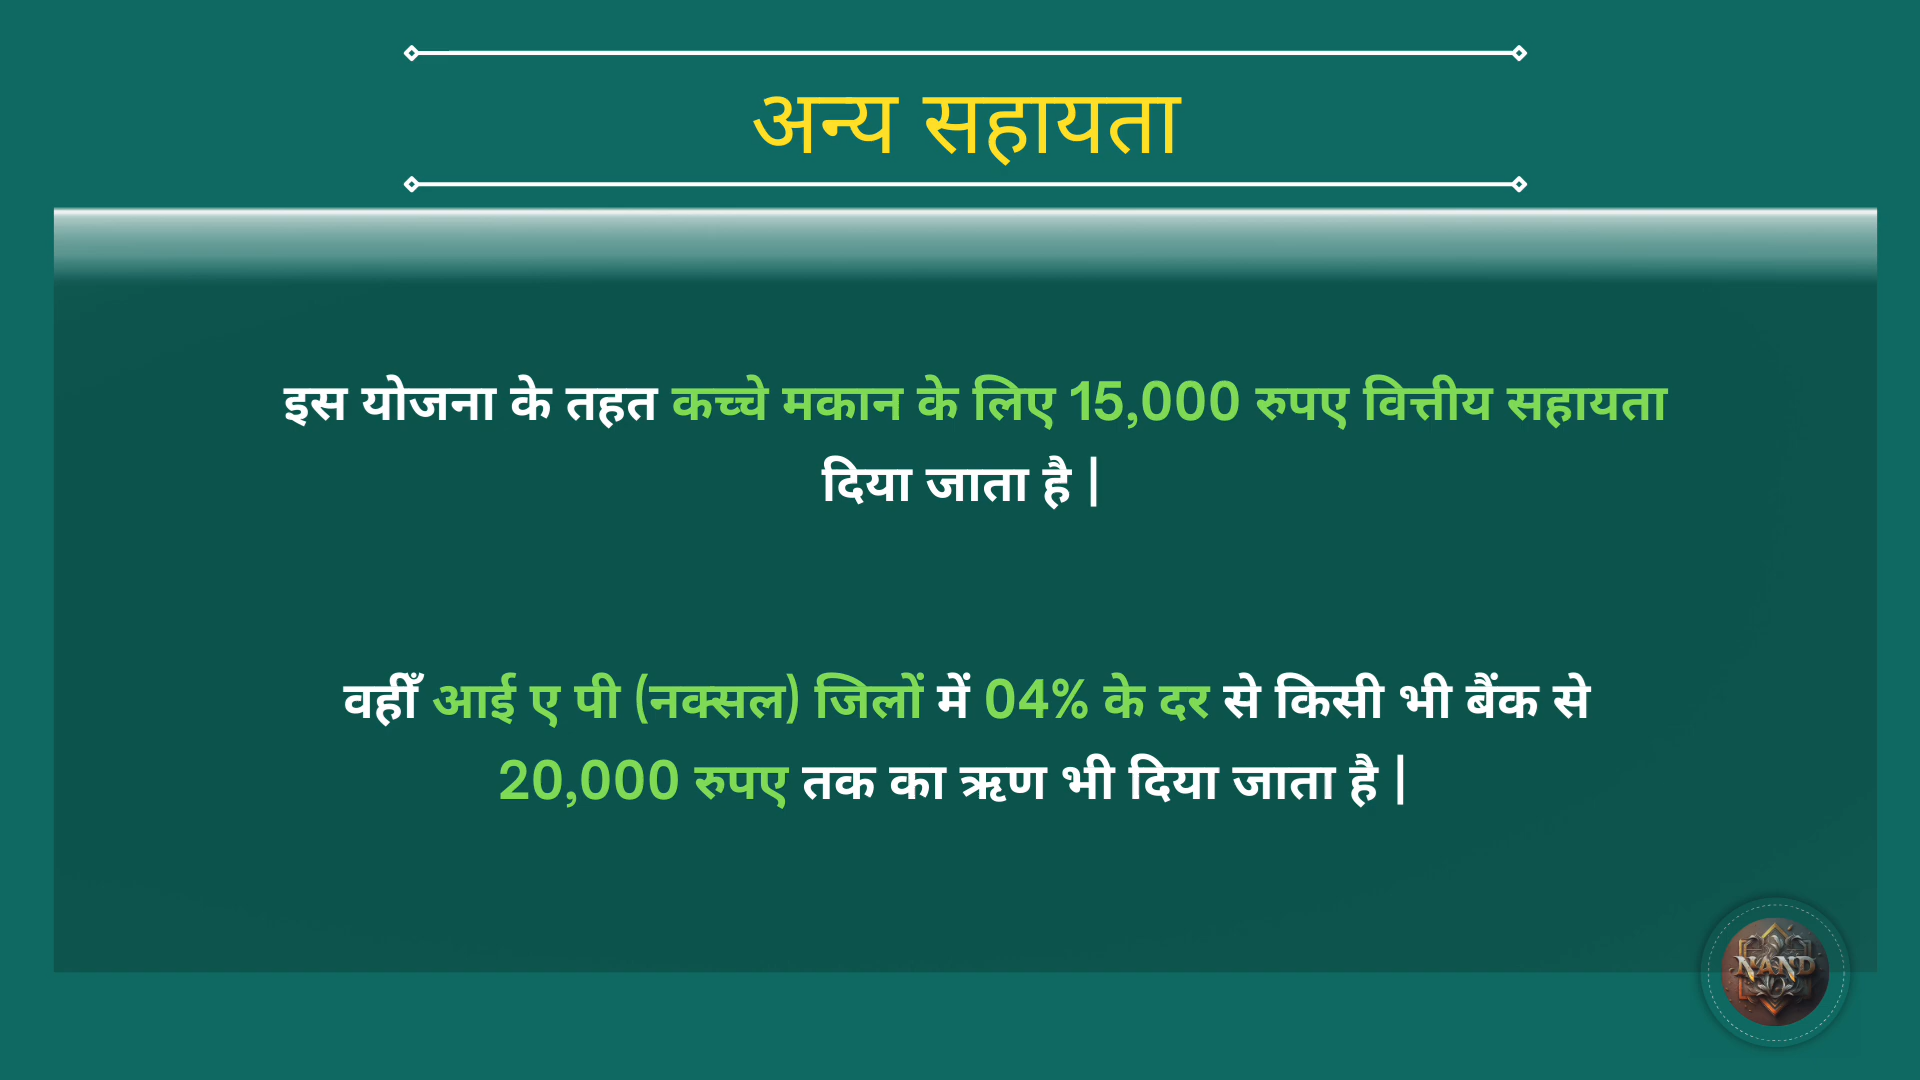 अन्य सहायता
इस योजना के तहत कच्चे मकान के लिए 15,000 रुपए वित्तीय सहायता
दिया जाता है |
वहीँ आई ए पी (नक्सल) जिलों में 04% के दर से किसी भी बैंक से
20,000 रुपए तक का ऋण भी दिया जाता है |
NAND